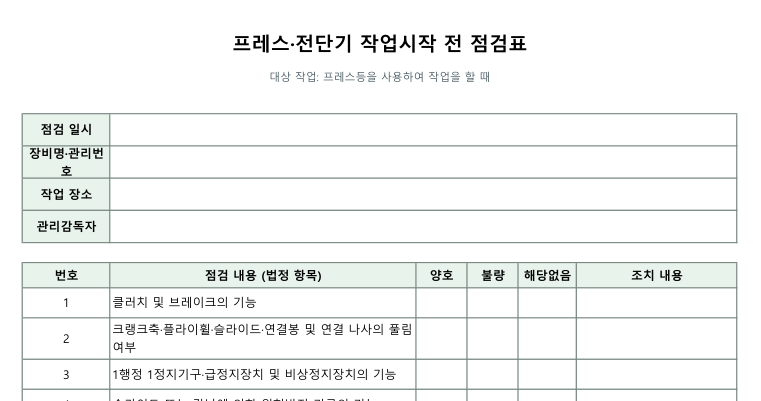 프레스·전단기 작업시작 전 점검표
대상 작업: 프레스등을 사용하여 작업을 할 때
점검 일시
장비명·관리번
호
작업 장소
관리감독자
번호 점검 내용 (법정 항목) 양호 불량 해당없음 조치 내용
1 클러치 및 브레이크의 기능
2 크랭크축·플라이휠·슬라이드·연결봉 및 연결 나사의 풀림
여부
3 1행정 1정지기구·급정지장치 및 비상정지장치의 기능